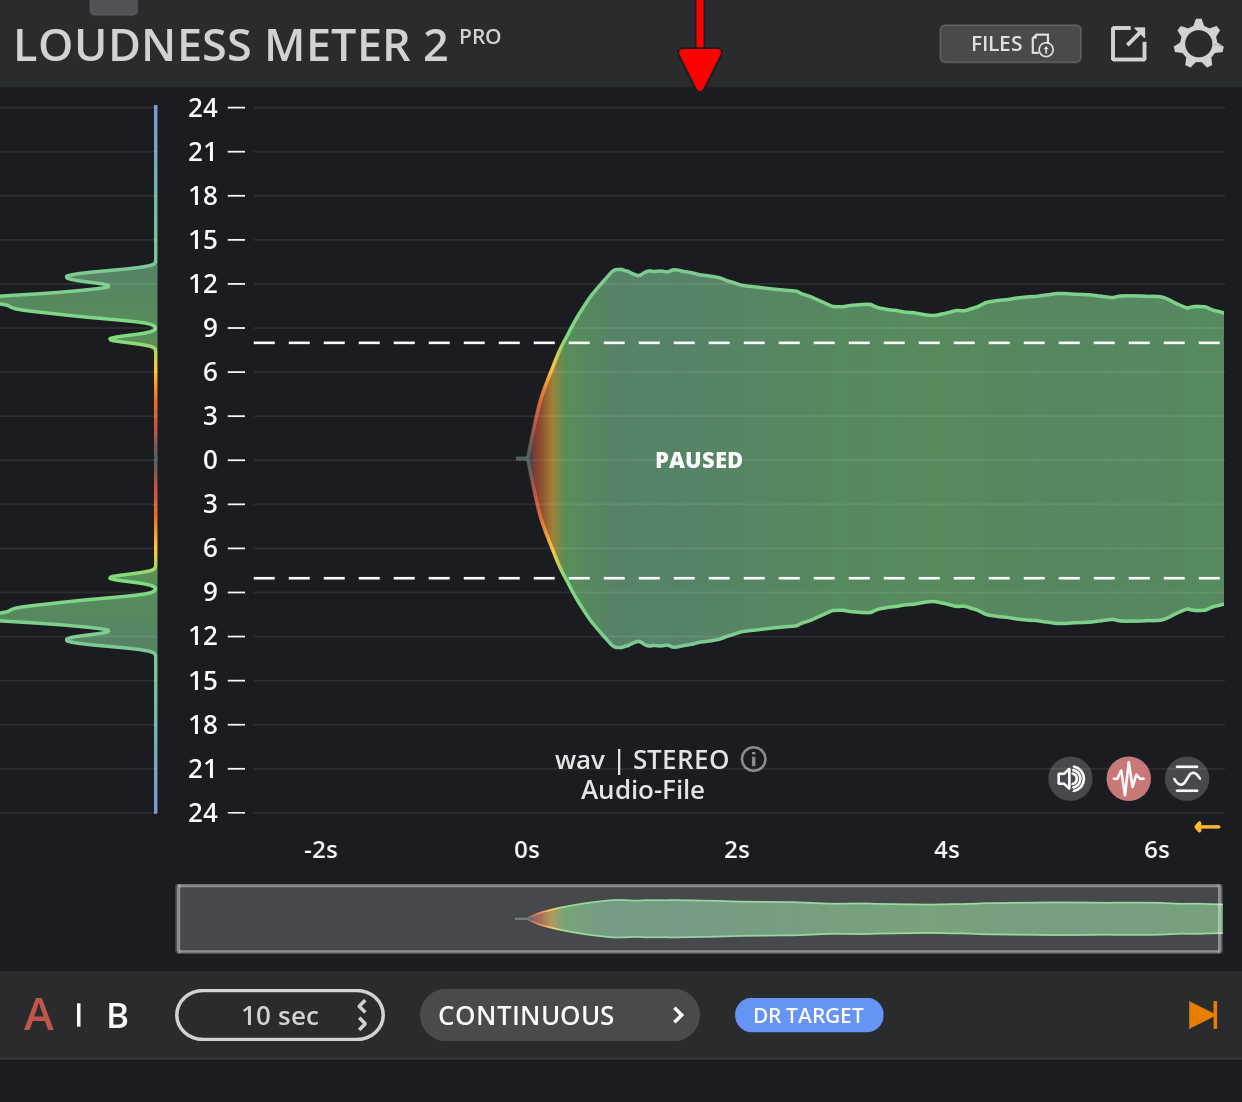 LOUDNESS METER 2 PRO
FILES
24
21
18
15
12
9
6
3
0
3
6
9
12
15
18
21
24
PAUSED
wav | STEREO
Audio-File
-2s 0s 2s 4s 6s
A | B 10 sec CONTINUOUS DR TARGET